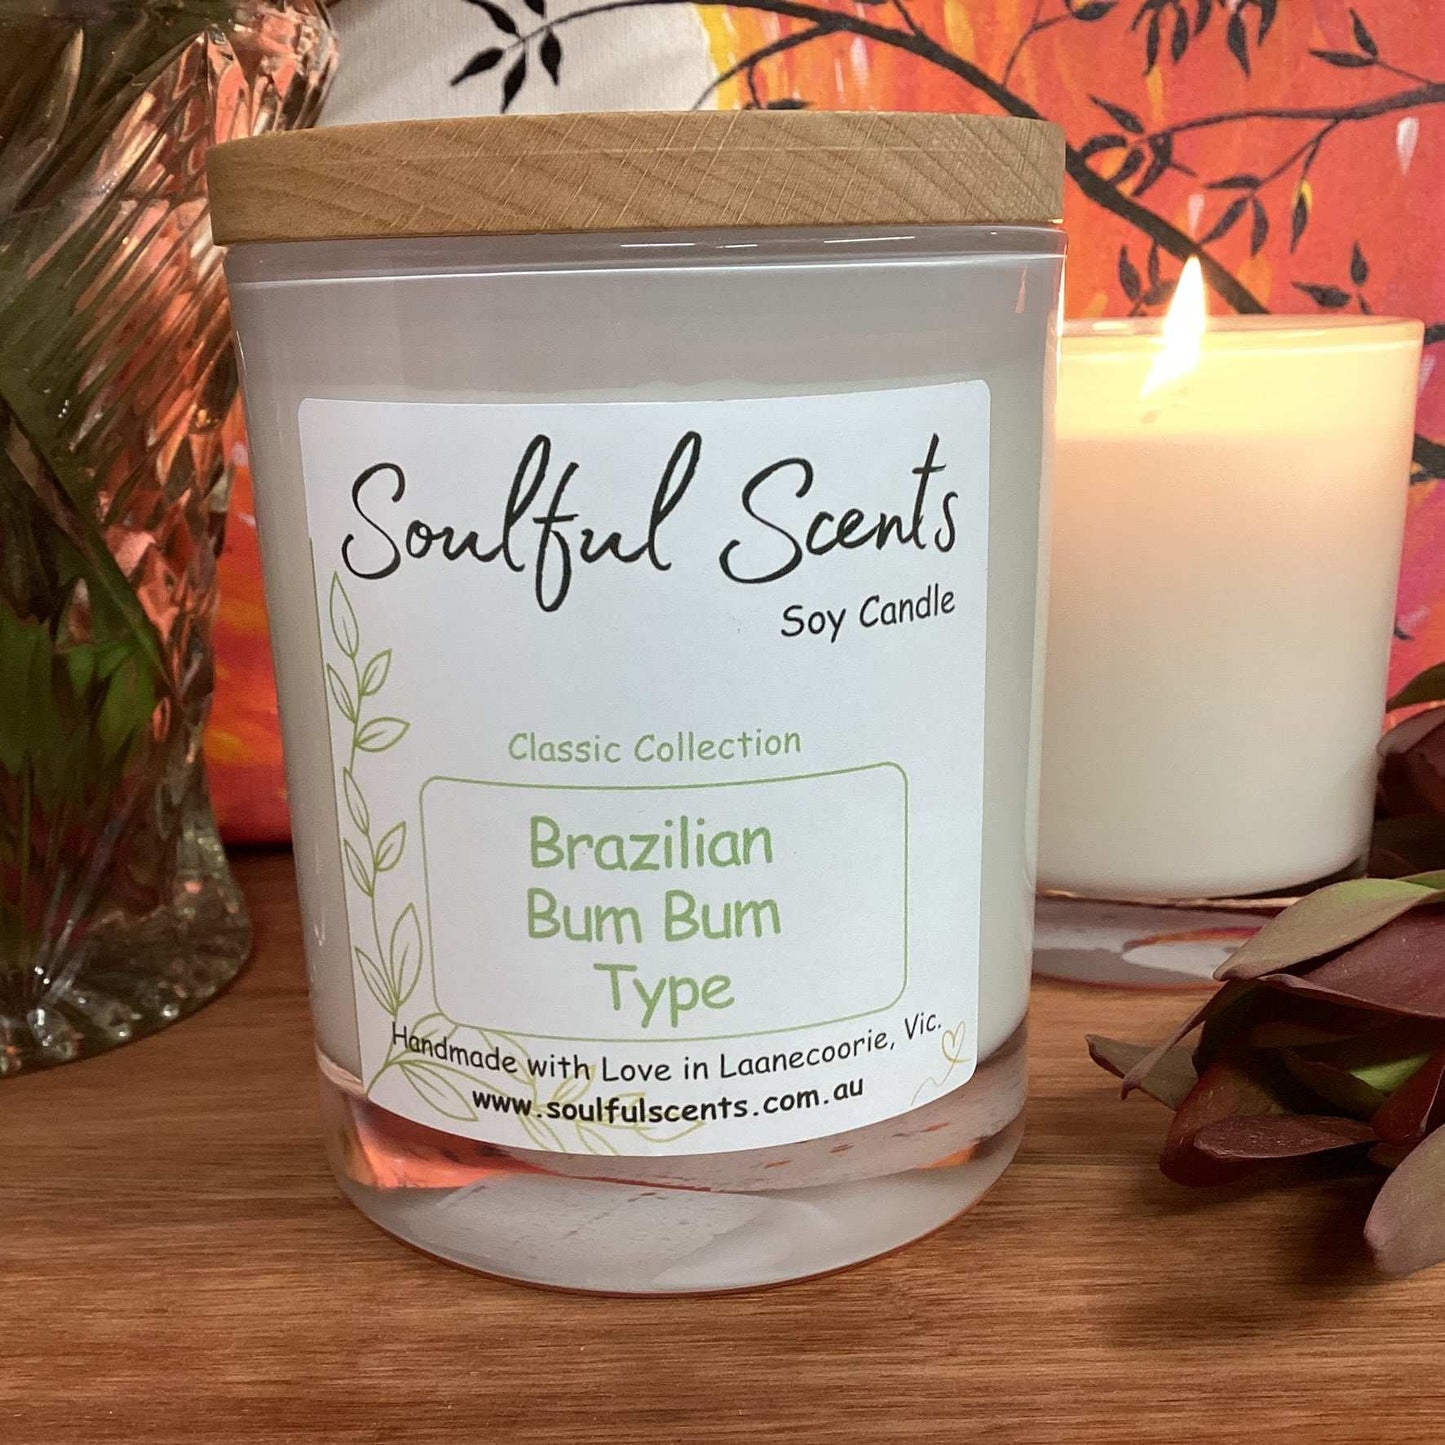 Soulful Scents
Soy Candle
Classic Collection
Brazilian
Bum Bum
Type
Handmade with Love in Laanecoorie, Vic.
www.soulfulscents.com.au